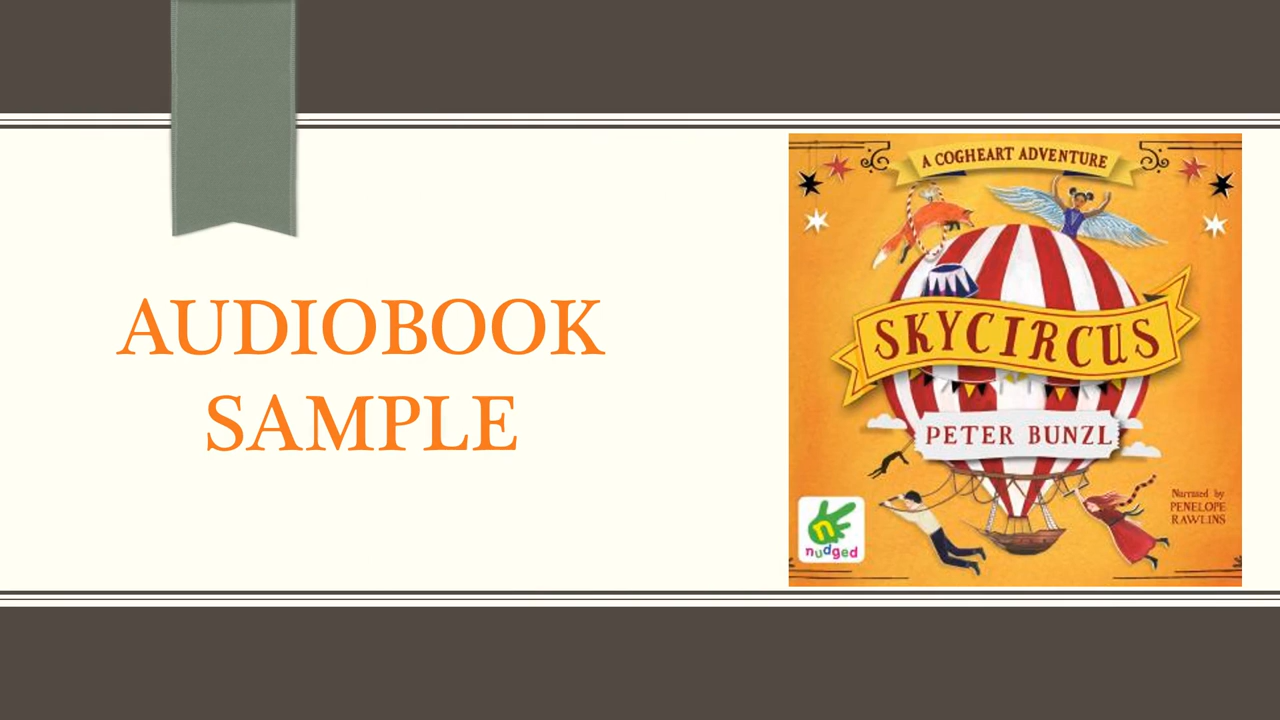 AUDIOBOOK
SAMPLE
A COGHEART ADVENTURE
SKYCIRCUS
PETER BUNZL
Narrated by
PENELOPE
RAWLINS
n
nudged